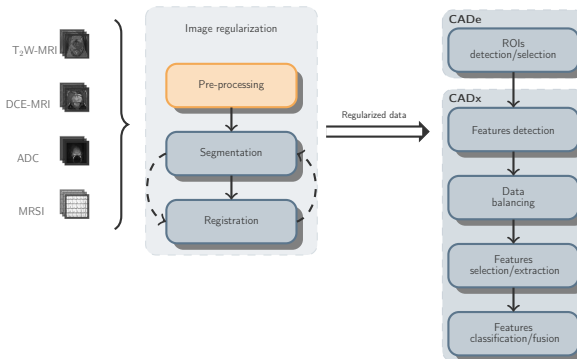 T₂W-MRI
DCE-MRI
ADC
MRSI
Image regularization
Pre-processing
Segmentation
Registration
Regularized data
CADe
ROIs
detection/selection
CADx
Features detection
Data
balancing
Features
selection/extraction
Features
classification/fusion